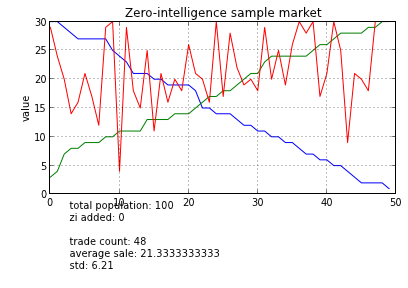 Zero-intelligence sample market
30
25
20
15
10
5
0
value
0 10 20 30 40 50
total population: 100
zi added: 0
trade count: 48
average sale: 21.3333333333
std: 6.21